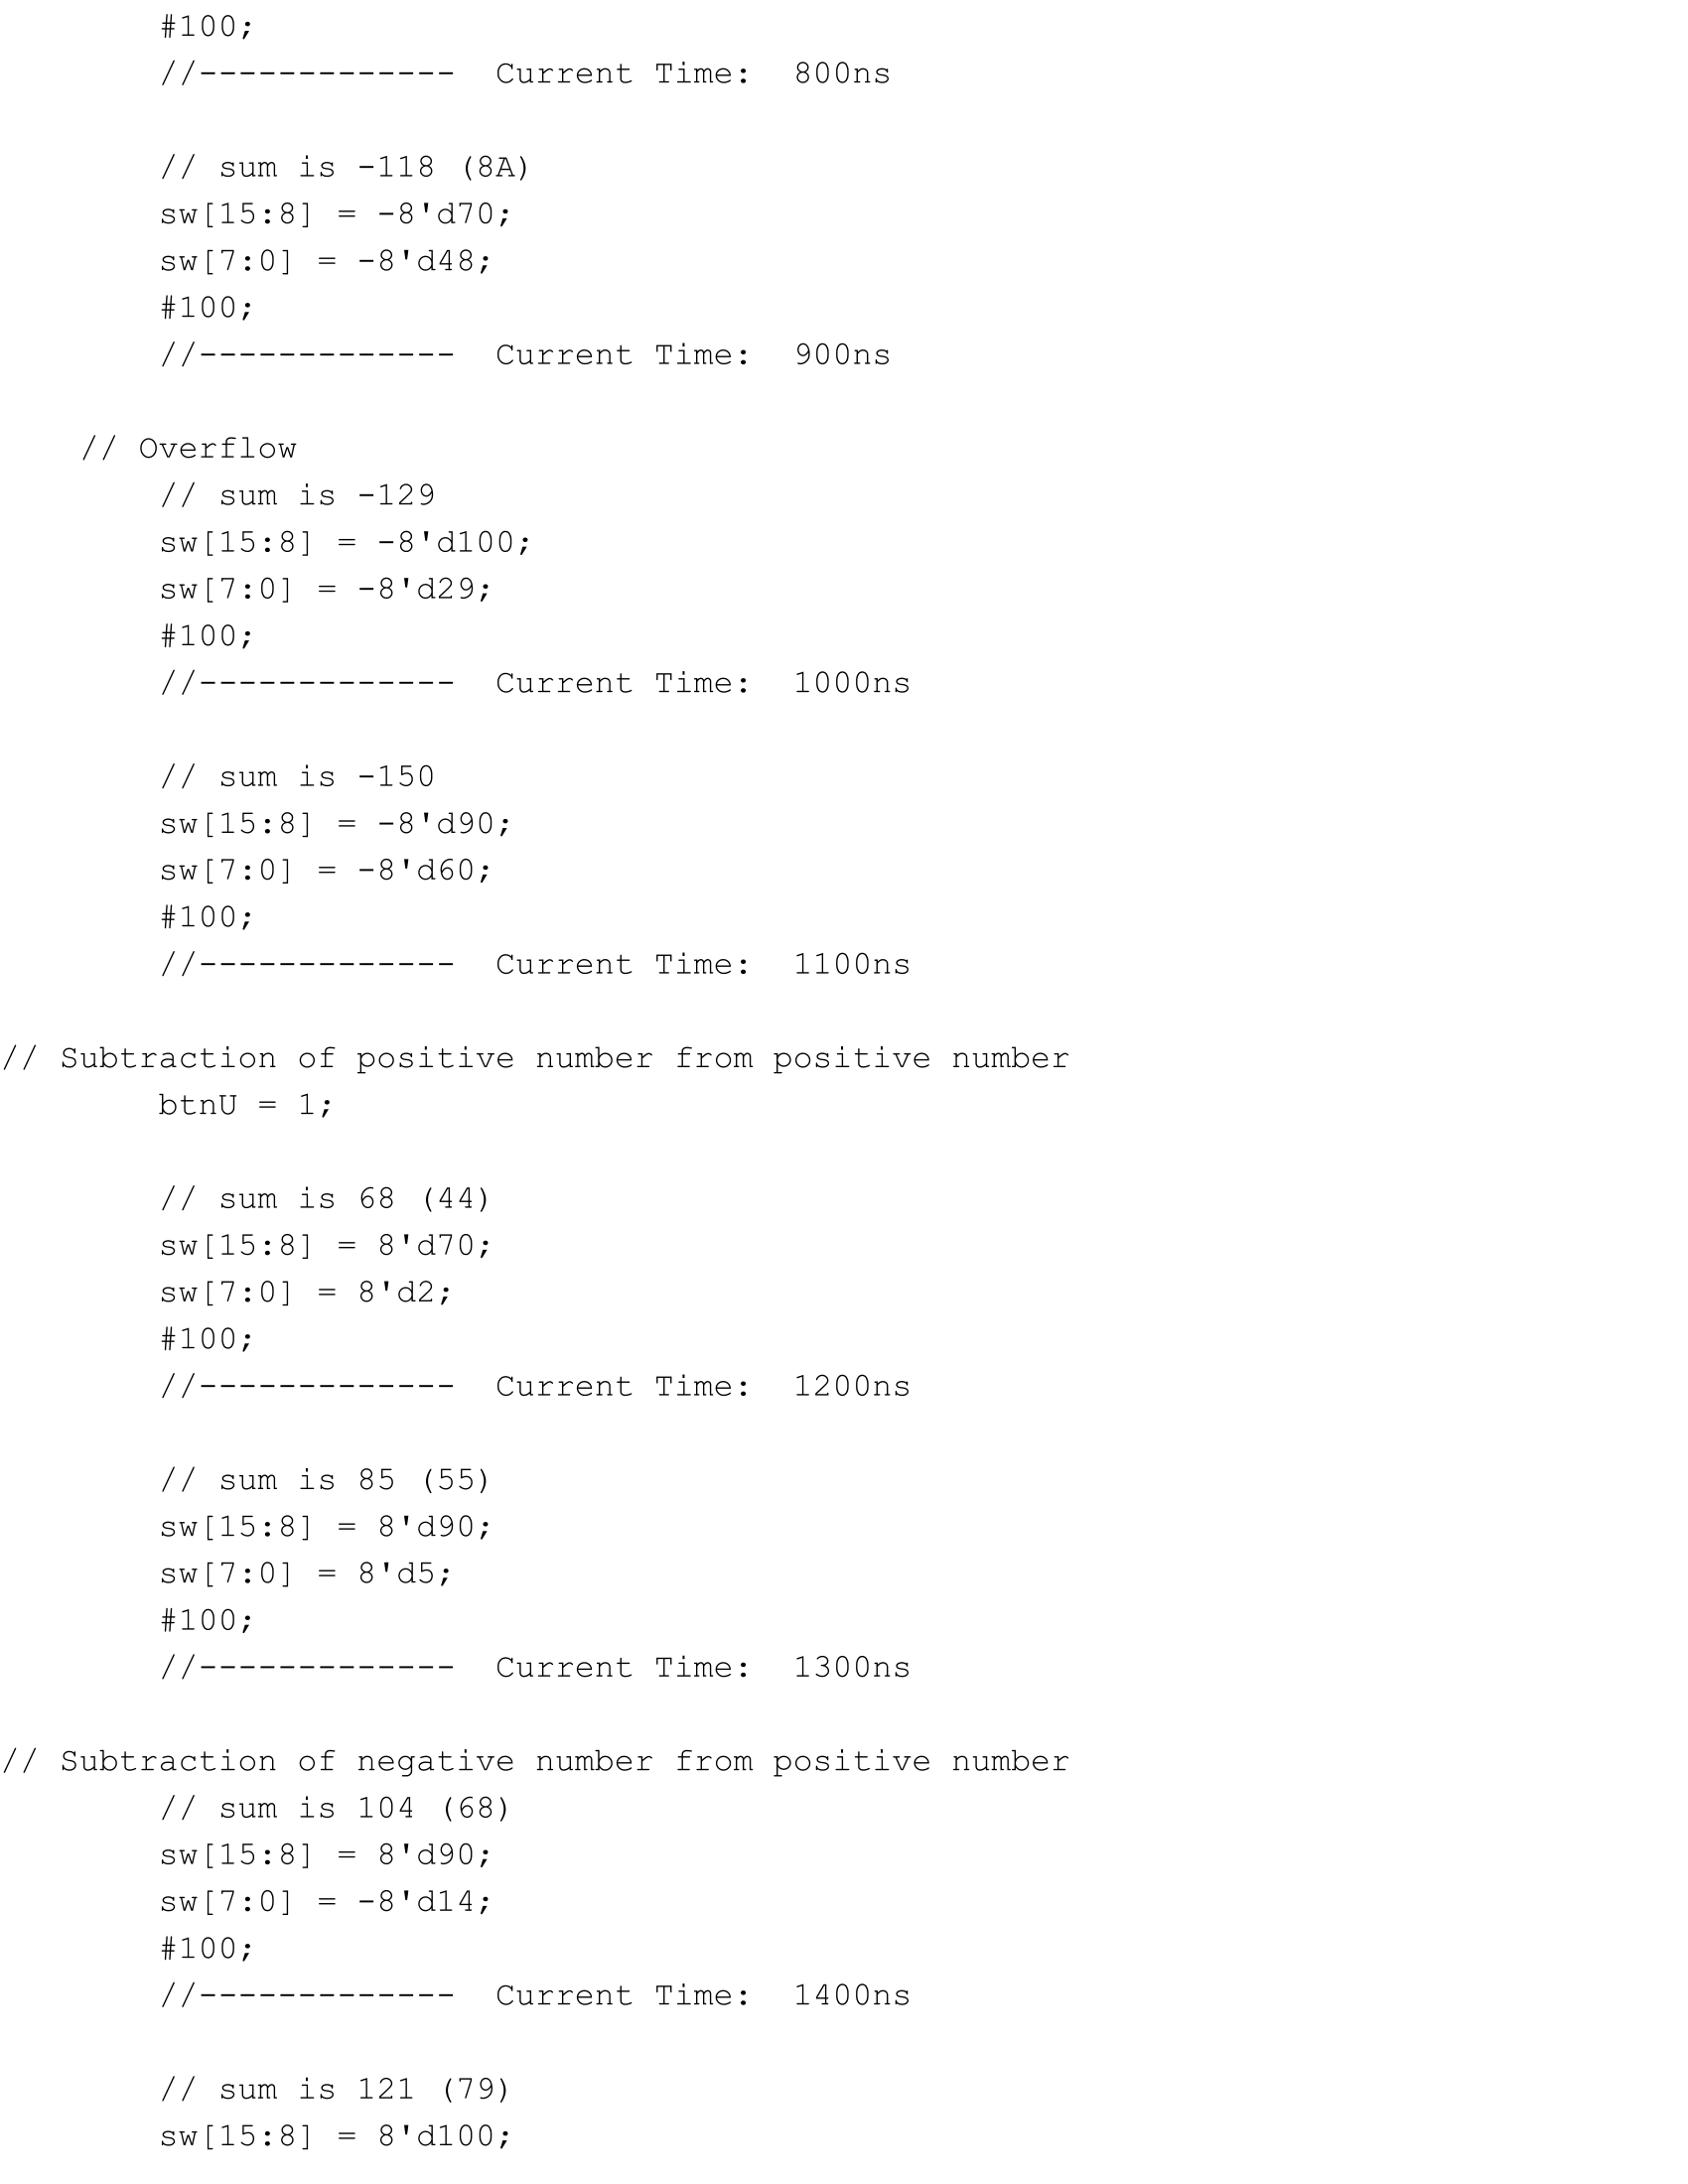 #100;
//-------------  Current Time:  800ns
// sum is -118 (8A)
sw[15:8] = -8'd70;
sw[7:0] = -8'd48;
#100;
//-------------  Current Time:  900ns
// Overflow
// sum is -129
sw[15:8] = -8'd100;
sw[7:0] = -8'd29;
#100;
//-------------  Current Time:  1000ns
// sum is -150
sw[15:8] = -8'd90;
sw[7:0] = -8'd60;
#100;
//-------------  Current Time:  1100ns
// Subtraction of positive number from positive number
btnU = 1;
// sum is 68 (44)
sw[15:8] = 8'd70;
sw[7:0] = 8'd2;
#100;
//-------------  Current Time:  1200ns
// sum is 85 (55)
sw[15:8] = 8'd90;
sw[7:0] = 8'd5;
#100;
//-------------  Current Time:  1300ns
// Subtraction of negative number from positive number
// sum is 104 (68)
sw[15:8] = 8'd90;
sw[7:0] = -8'd14;
#100;
//-------------  Current Time:  1400ns
// sum is 121 (79)
sw[15:8] = 8'd100;